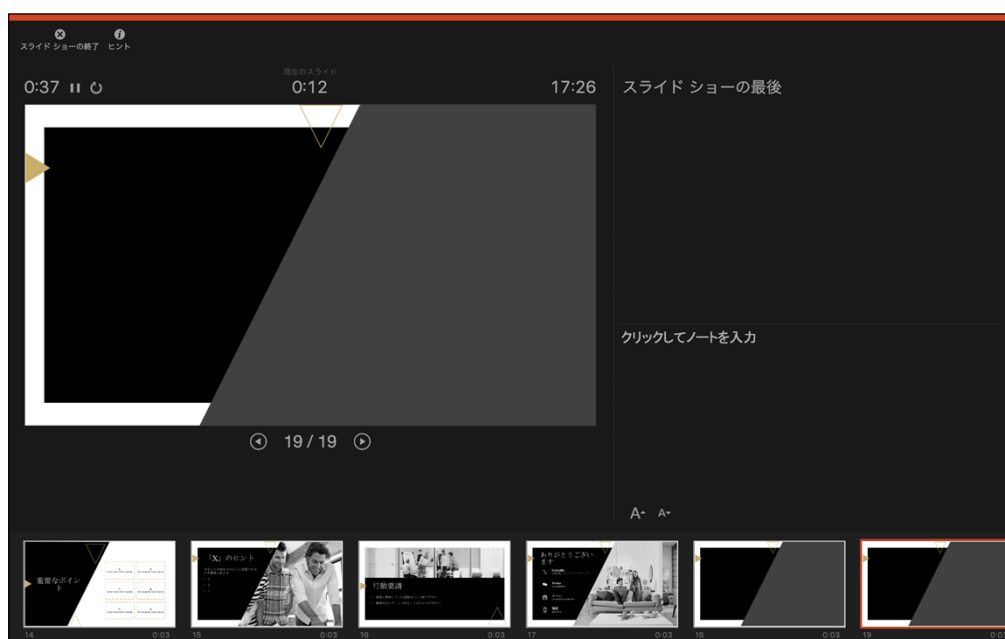 スライド ショーの終了 ヒント
現在のスライド
0:37 0:12 17:26
スライド ショーの最後
19 / 19
クリックしてノートを入力
A A
重要なポイン
ト
14 0:03
「X」のヒント
15 0:03
行動要請
16 0:03
ありがとうござい
ます
17 0:03
18 0:03
19 0:03